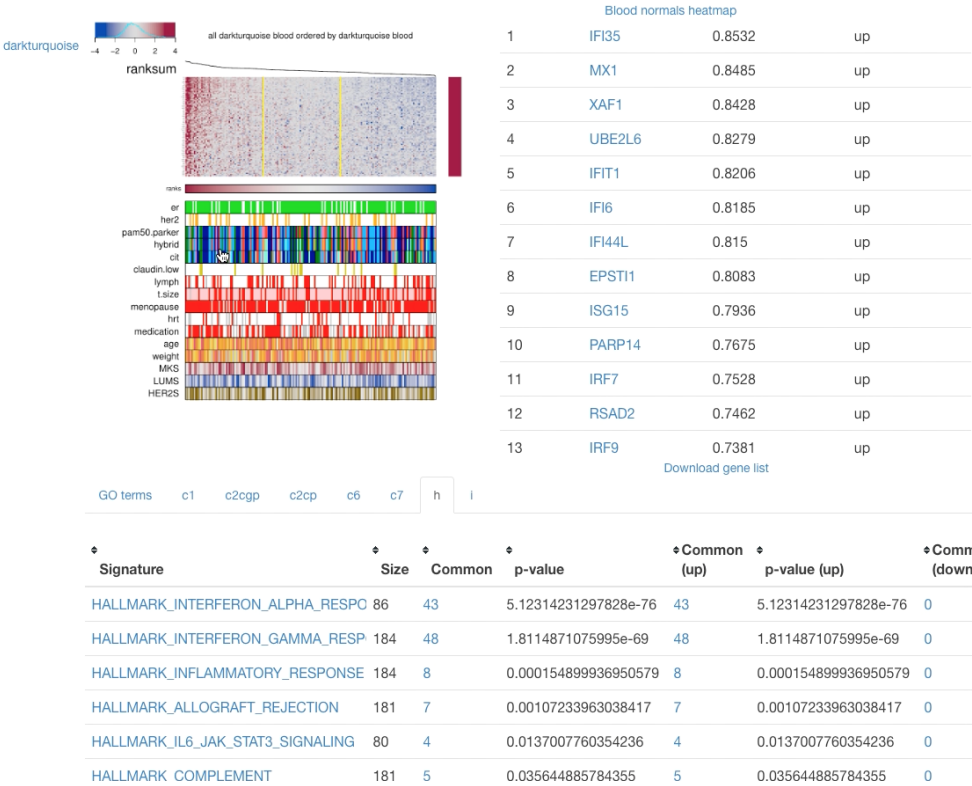 Blood normals heatmap
darkturquoise
-4 -2 0 2 4
all darkturquoise blood ordered by darkturquoise blood
ranksum
ranks
er
her2
pam50.parker
hybrid
cit
claudin.low
lymph
t.size
menopause
hrt
medication
age
weight
MKS
LUMS
HER2S
1 IFI35 0.8532 up
2 MX1 0.8485 up
3 XAF1 0.8428 up
4 UBE2L6 0.8279 up
5 IFIT1 0.8206 up
6 IFI6 0.8185 up
7 IFI44L 0.815 up
8 EPSTI1 0.8083 up
9 ISG15 0.7936 up
10 PARP14 0.7675 up
11 IRF7 0.7528 up
12 RSAD2 0.7462 up
13 IRF9 0.7381 up
Download gene list
GO terms c1 c2cgp c2cp c6 c7 h i
Signature Size Common p-value Common (up) p-value (up) Comm (down
HALLMARK_INTERFERON_ALPHA_RESPO 86 43 5.12314231297828e-76 43 5.12314231297828e-76 0
HALLMARK_INTERFERON_GAMMA_RESP 184 48 1.8114871075995e-69 48 1.8114871075995e-69 0
HALLMARK_INFLAMMATORY_RESPONSE 184 8 0.000154899936950579 8 0.000154899936950579 0
HALLMARK_ALLOGRAFT_REJECTION 181 7 0.00107233963038417 7 0.00107233963038417 0
HALLMARK_IL6_JAK_STAT3_SIGNALING 80 4 0.0137007760354236 4 0.0137007760354236 0
HALLMARK_COMPLEMENT 181 5 0.035644885784355 5 0.035644885784355 0